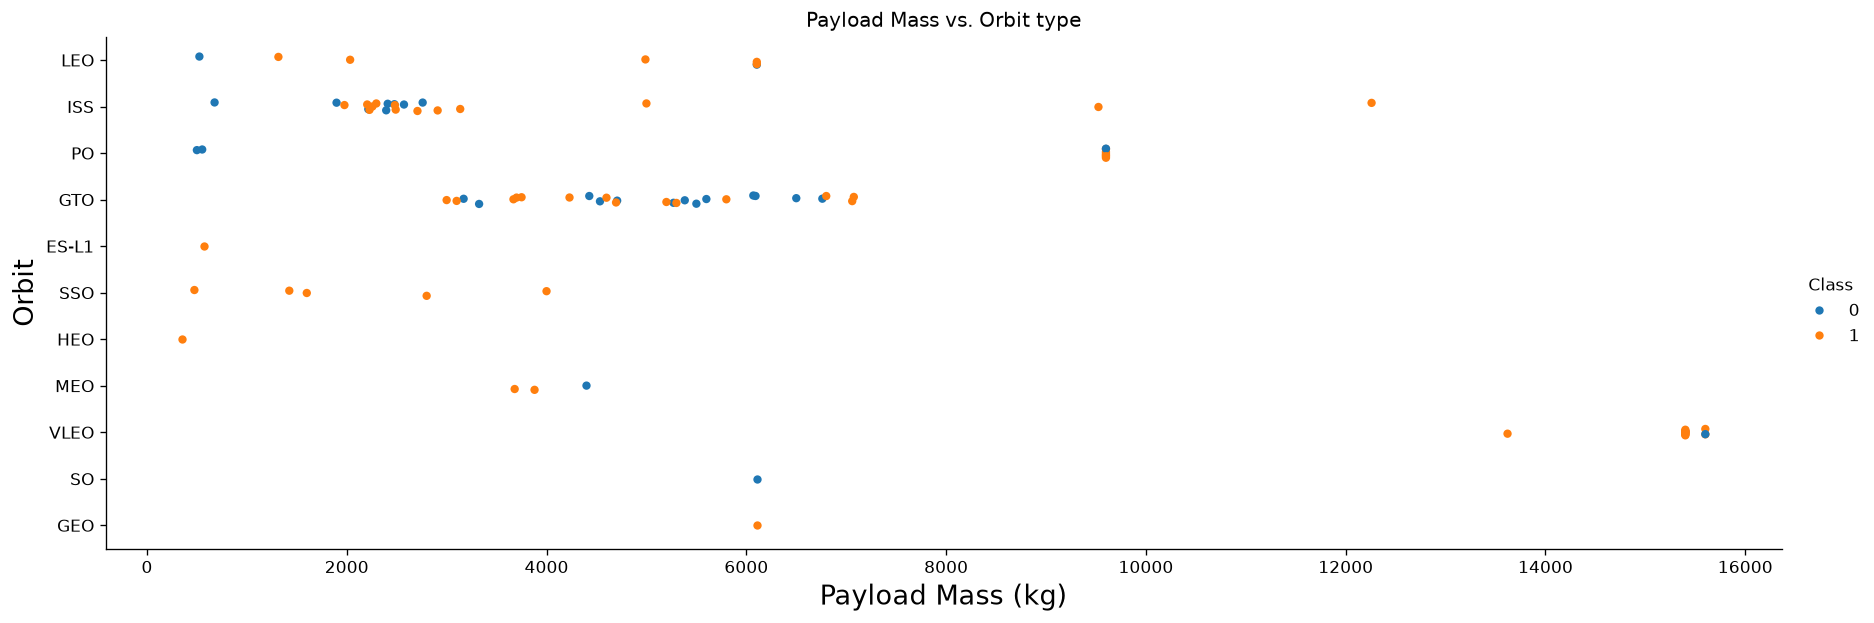 Payload Mass vs. Orbit type
LEO
ISS
PO
GTO
ES-L1
SSO
HEO
MEO
VLEO
SO
GEO
Orbit
0 2000 4000 6000 8000 10000 12000 14000 16000
Payload Mass (kg)
Class
0
1